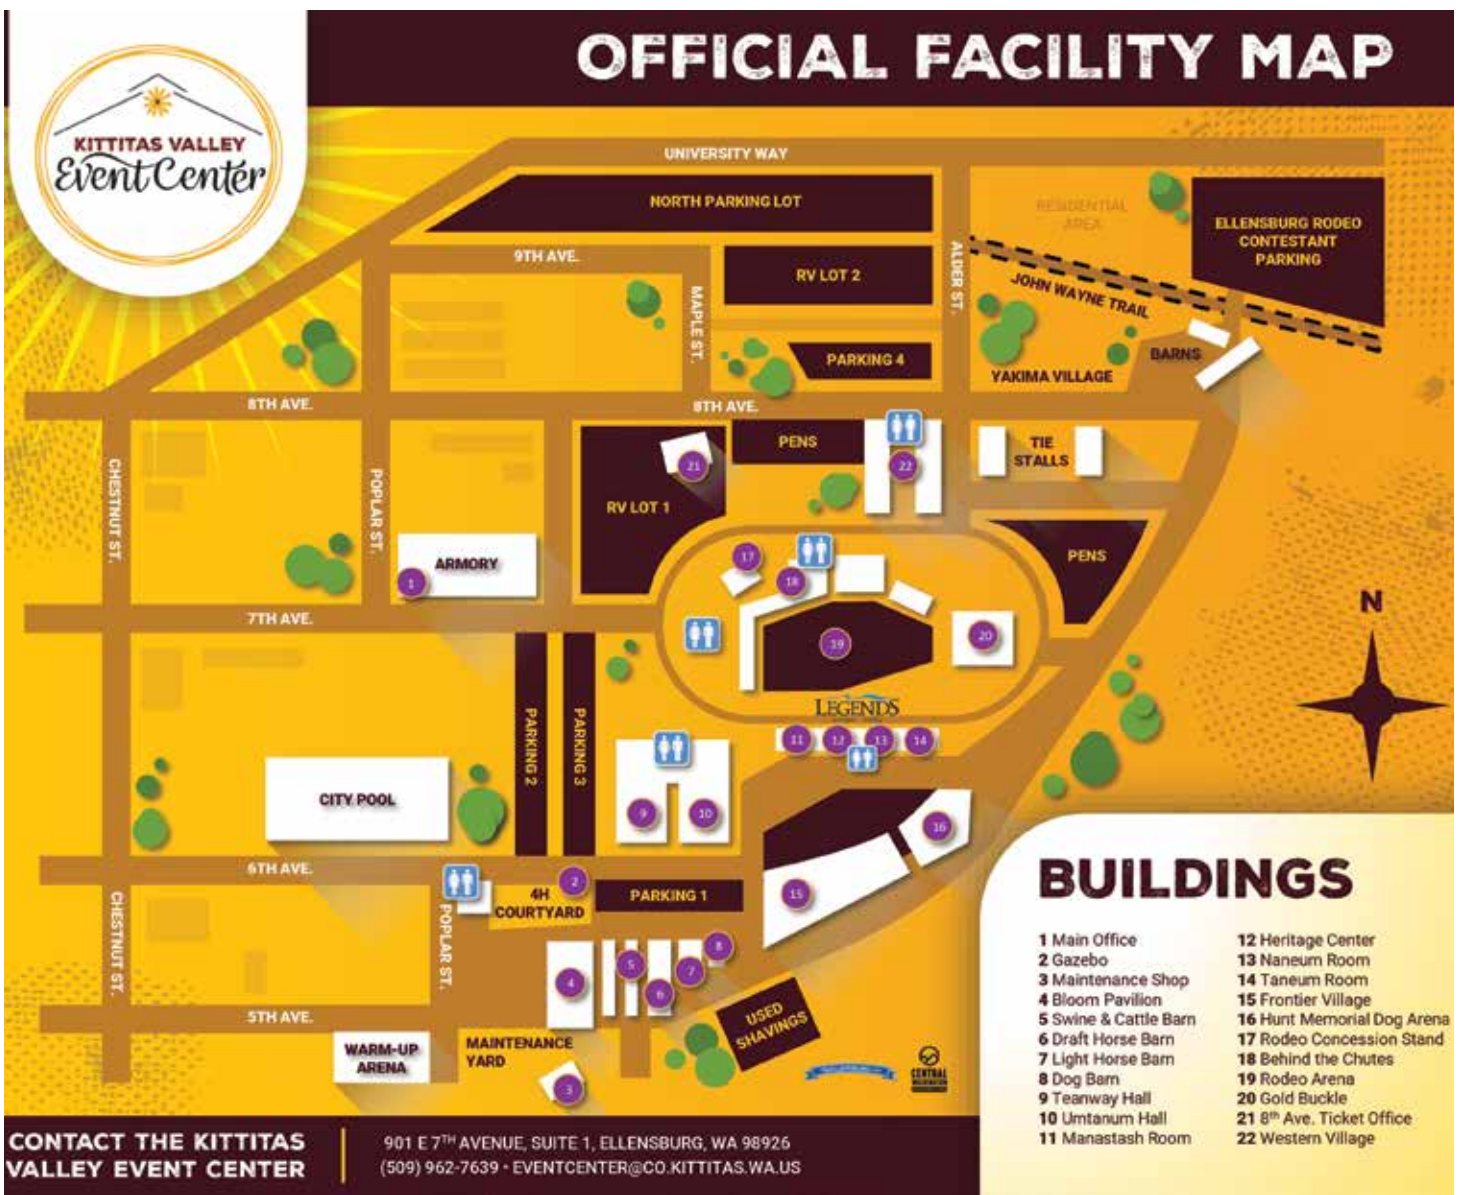 OFFICIAL FACILITY MAP
KITTITAS VALLEY
Event Center
UNIVERSITY WAY
NORTH PARKING LOT
RESIDENTIAL
AREA
ELLENSBURG RODEO
CONTESTANT
PARKING
9TH AVE.
RV LOT 2
ALDER ST.
JOHN WAYNE TRAIL
MAPLE ST.
PARKING 4
BARNS
YAKIMA VILLAGE
8TH AVE.
8TH AVE.
PENS
TIE
STALLS
21
22
CHESTNUT ST.
POPLAR ST.
RV LOT 1
ARMORY
1
17
18
PENS
N
7TH AVE.
19
20
LEGENDS
PARKING 2
PARKING 3
11
12
13
14
CITY POOL
9
10
16
6TH AVE.
2
4H
COURTYARD
PARKING 1
15
CHESTNUT ST.
POPLAR ST.
4
5
6
7
8
5TH AVE.
USED
SHAVINGS
WARM-UP
ARENA
MAINTENANCE
YARD
3
CENTRAL
BUILDINGS
1 Main Office
2 Gazebo
3 Maintenance Shop
4 Bloom Pavilion
5 Swine & Cattle Barn
6 Draft Horse Barn
7 Light Horse Barn
8 Dog Barn
9 Teanway Hall
10 Umtanum Hall
11 Manastash Room
12 Heritage Center
13 Naneum Room
14 Taneum Room
15 Frontier Village
16 Hunt Memorial Dog Arena
17 Rodeo Concession Stand
18 Behind the Chutes
19 Rodeo Arena
20 Gold Buckle
21 8th Ave. Ticket Office
22 Western Village
CONTACT THE KITTITAS
VALLEY EVENT CENTER
901 E 7TH AVENUE, SUITE 1, ELLENSBURG, WA 98926
(509) 962-7639 • EVENTCENTER@CO.KITTITAS.WA.US